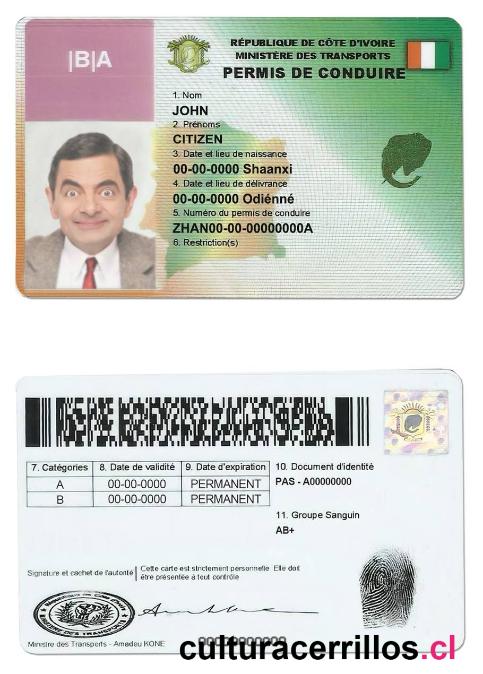 |B|A
RÉPUBLIQUE DE CÔTE D'IVOIRE
MINISTÈRE DES TRANSPORTS
PERMIS DE CONDUIRE
1. Nom
JOHN
2. Prénoms
CITIZEN
3. Date et lieu de naissance
00-00-0000 Shaanxi
4. Date et lieu de délivrance
00-00-0000 Odiénné
5. Numéro du permis de conduire
ZHAN00-00-00000000A
6. Restriction(s)
7. Catégories 8. Date de validité 9. Date d'expiration
A 00-00-0000 PERMANENT
B 00-00-0000 PERMANENT
10. Document d'identité
PAS - A00000000
11. Groupe Sanguin
AB+
Signature et cachet de l'autorité
Cette carte est strictement personnelle Elle doit
être présentée à tout contrôle
Ministre des Transports - Amadou KONE
culturacerrillos.cl